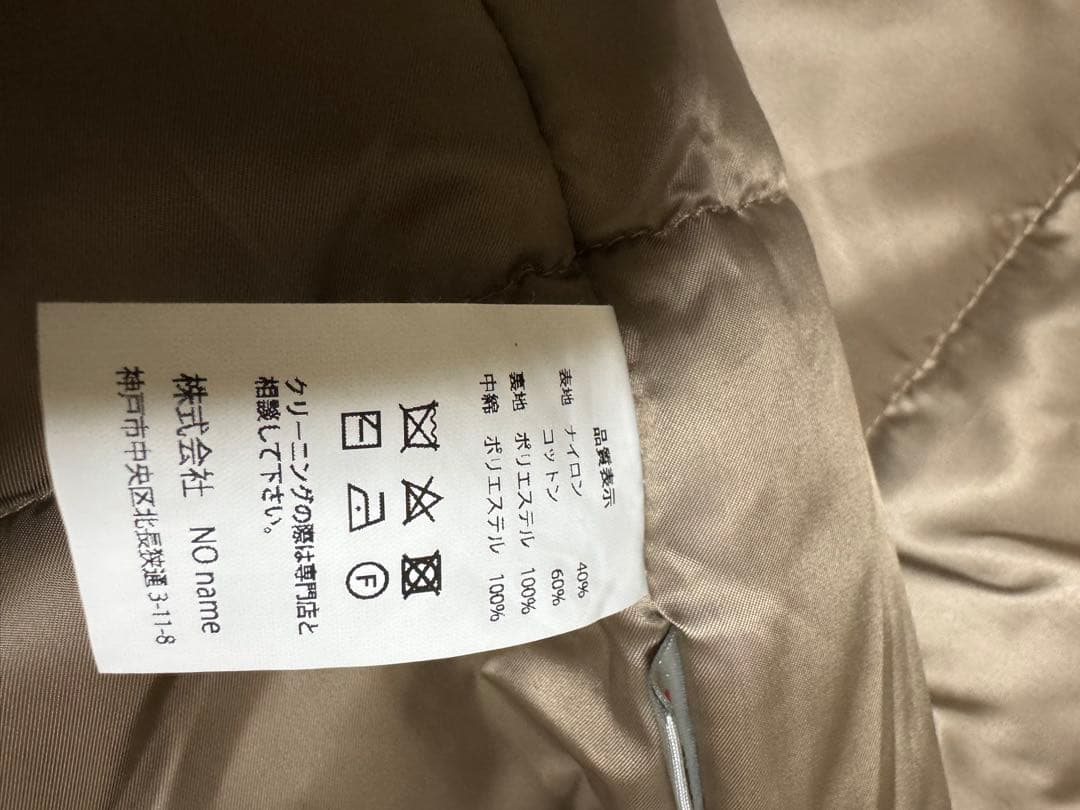 品質表示
表地 ナイロン 40%
コットン 60%
裏地 ポリエステル 100%
中綿 ポリエステル 100%
F
クリーニングの際は専門店と
相談して下さい。
株式会社 NO name
神戸市中央区北長狭通 3-11-8